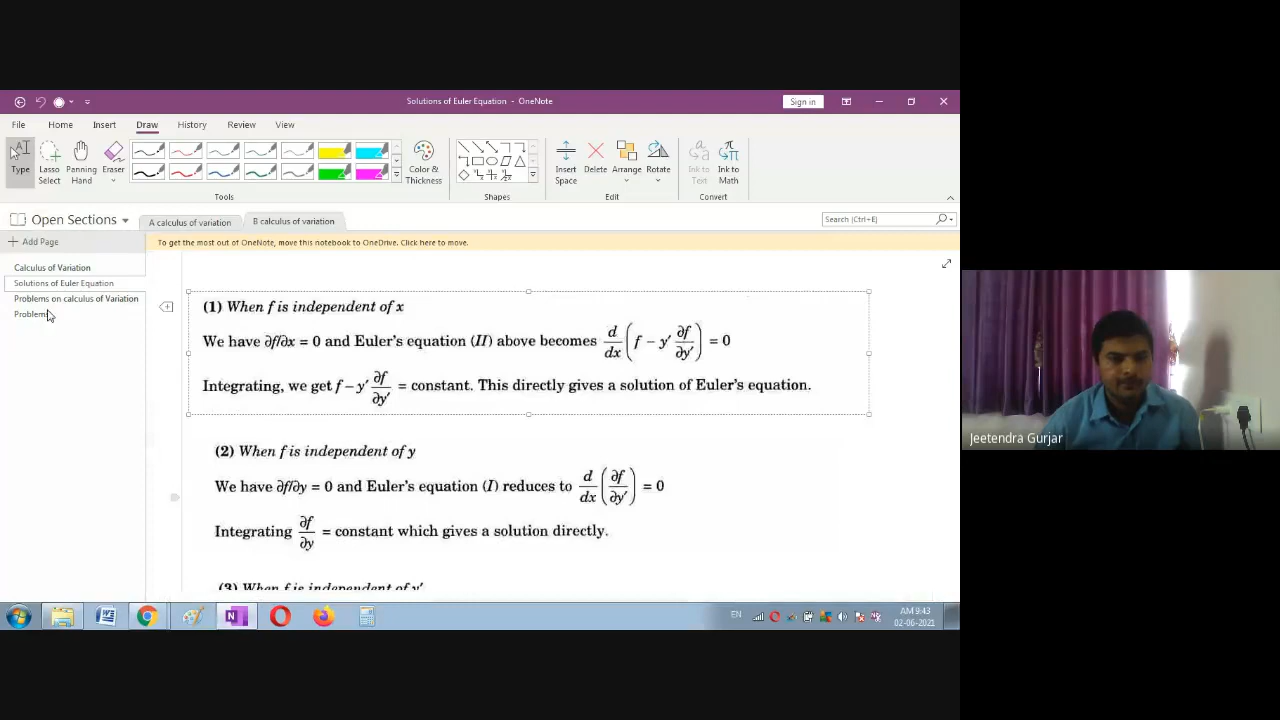 Solutions of Euler Equation - OneNote
Sign in
File Home Insert Draw History Review View
Type Lasso Select Panning Hand Eraser Color & Thickness Insert Space Delete Arrange Rotate Ink to Text Ink to Math
Tools Shapes Edit Convert
Open Sections A calculus of variation B calculus of variation Search (Ctrl+E)
Add Page To get the most out of OneNote, move this notebook to OneDrive. Click here to move.
Calculus of Variation
Solutions of Euler Equation
Problems on calculus of Variation
Problems
(1) When f is independent of x
We have ∂f/∂x = 0 and Euler's equation (II) above becomes d/dx (f − y′ ∂f/∂y′) = 0
Integrating, we get f − y′ ∂f/∂y′ = constant. This directly gives a solution of Euler's equation.
(2) When f is independent of y
We have ∂f/∂y = 0 and Euler's equation (I) reduces to d/dx (∂f/∂y′) = 0
Integrating ∂f/∂y = constant which gives a solution directly.
(3) When f is independent of y′
Jeetendra Gurjar
EN AM 9:43
02-06-2021